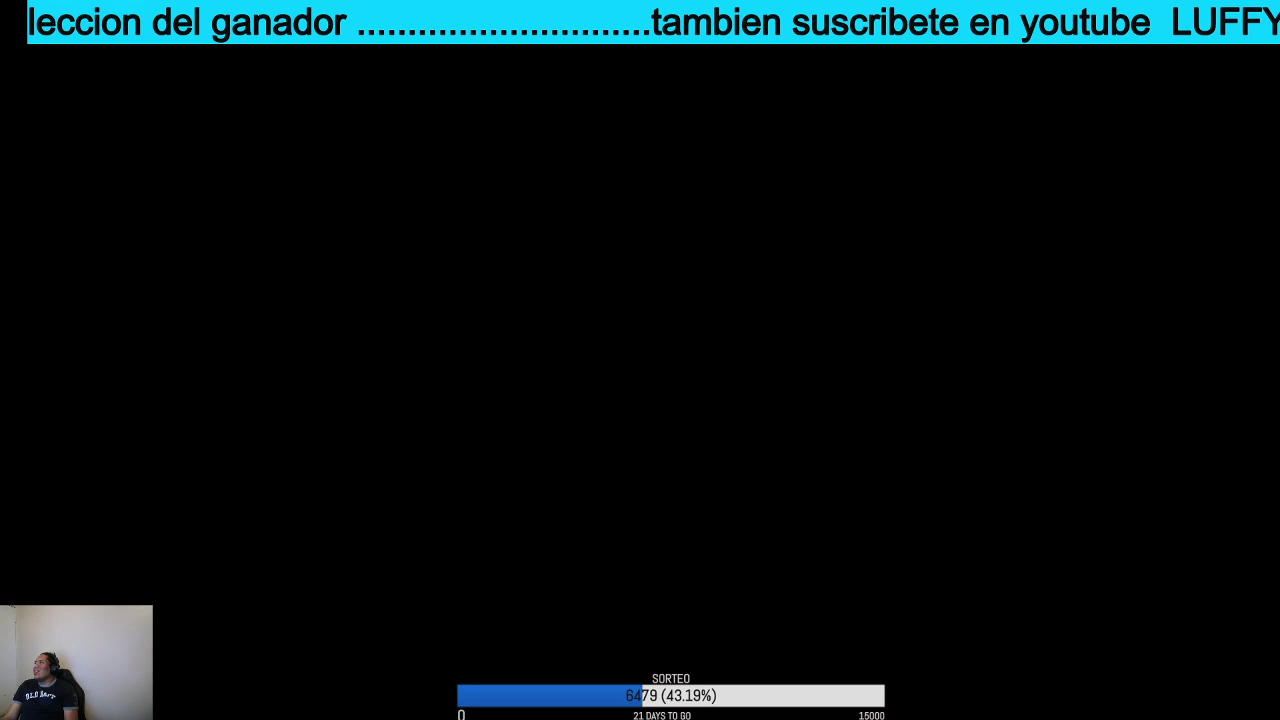 leccion del ganador .............................tambien suscribete en youtube  LUFFY
SORTEO
6479 (43.19%)
0 21 DAYS TO GO 15000